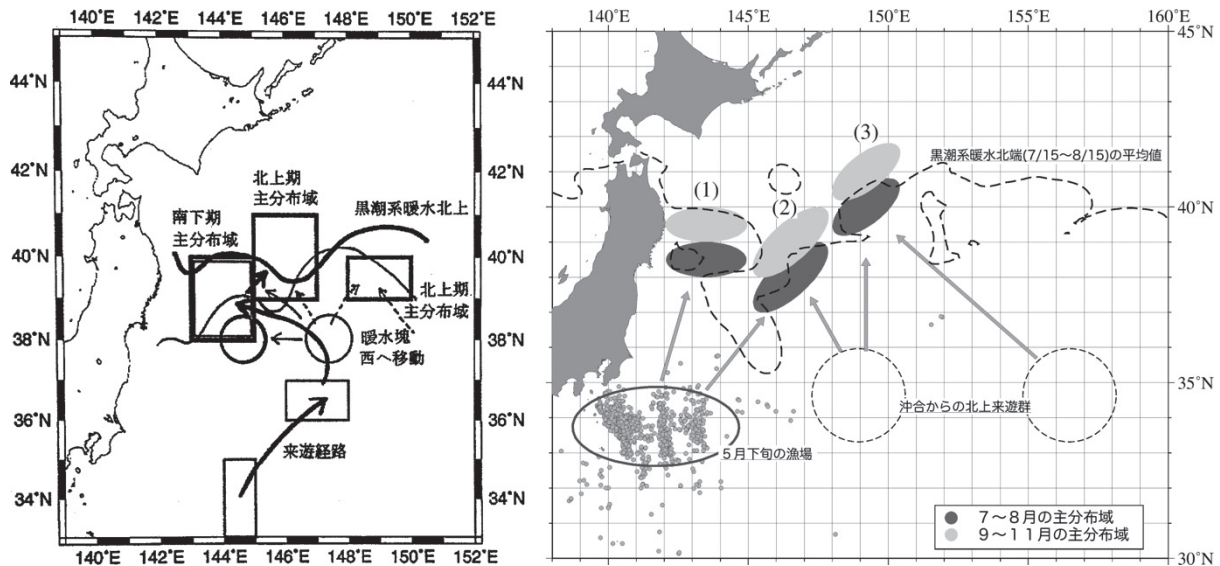 140°E 142°E 144°E 146°E 148°E 150°E 152°E
44°N
42°N
40°N
38°N
36°N
34°N
北上期
主分布域
黒潮系暖水北上
南下期
主分布域
北上期
主分布域
暖水塊
西へ移動
来遊経路
44°N
42°N
40°N
38°N
36°N
34°N
140°E 142°E 144°E 146°E 148°E 150°E 152°E
140°E 145°E 150°E 155°E 160°E
45°N
40°N
35°N
30°N
(3)
黒潮系暖水北端(7/15～8/15)の平均値
(1)
(2)
沖合からの北上来遊群
5月下旬の漁場
7～8月の主分布域
9～11月の主分布域